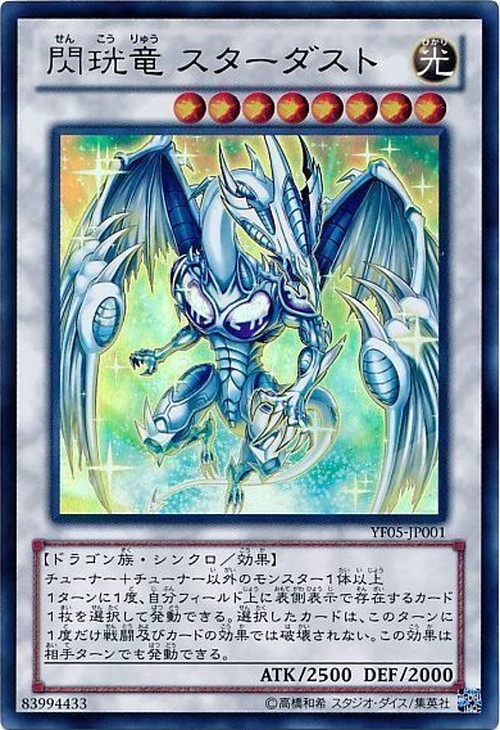 せん こう りゅう
閃珖竜 スターダスト
ひかり
光
YF05-JP001
【ドラゴン族・シンクロ/効果】
チューナー+チューナー以外のモンスター1体以上
1ターンに1度、自分フィールド上に表側表示で存在するカード
1枚を選択して発動できる。選択したカードは、このターンに
1度だけ戦闘及びカードの効果では破壊されない。この効果は
相手ターンでも発動できる。
ATK/2500 DEF/2000
83994433
©高橋和希 スタジオ・ダイス/集英社